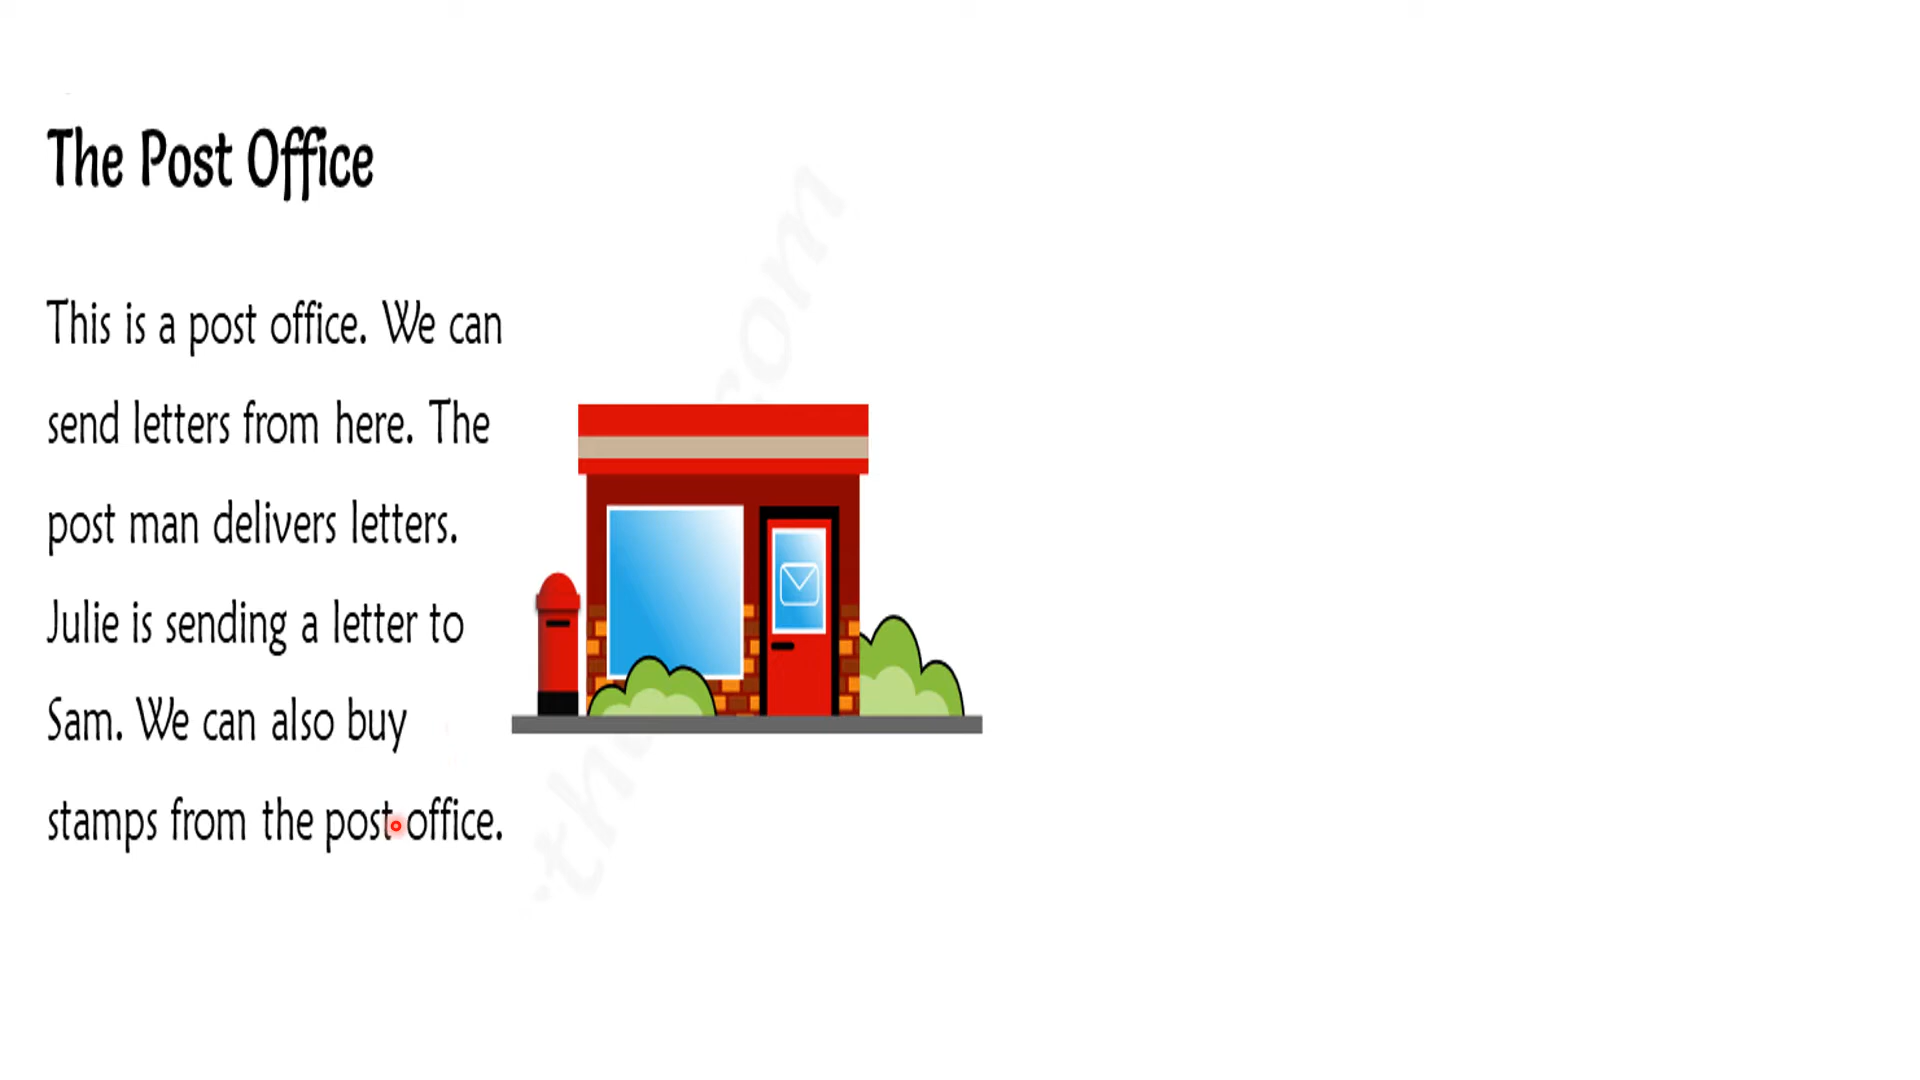 The Post Office
This is a post office. We can
send letters from here. The
post man delivers letters.
Julie is sending a letter to
Sam. We can also buy
stamps from the post office.